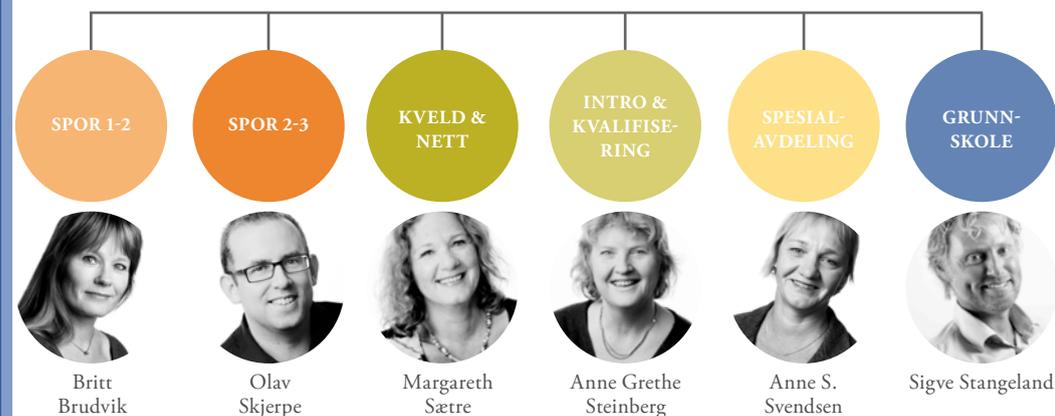 SPOR 1-2
SPOR 2-3
KVELD &
NETT
INTRO &
KVALIFISE-
RING
SPESIAL-
AVDELING
GRUNN-
SKOLE
Britt
Brudvik
Olav
Skjerpe
Margareth
Sætre
Anne Grethe
Steinberg
Anne S.
Svendsen
Sigve Stangeland